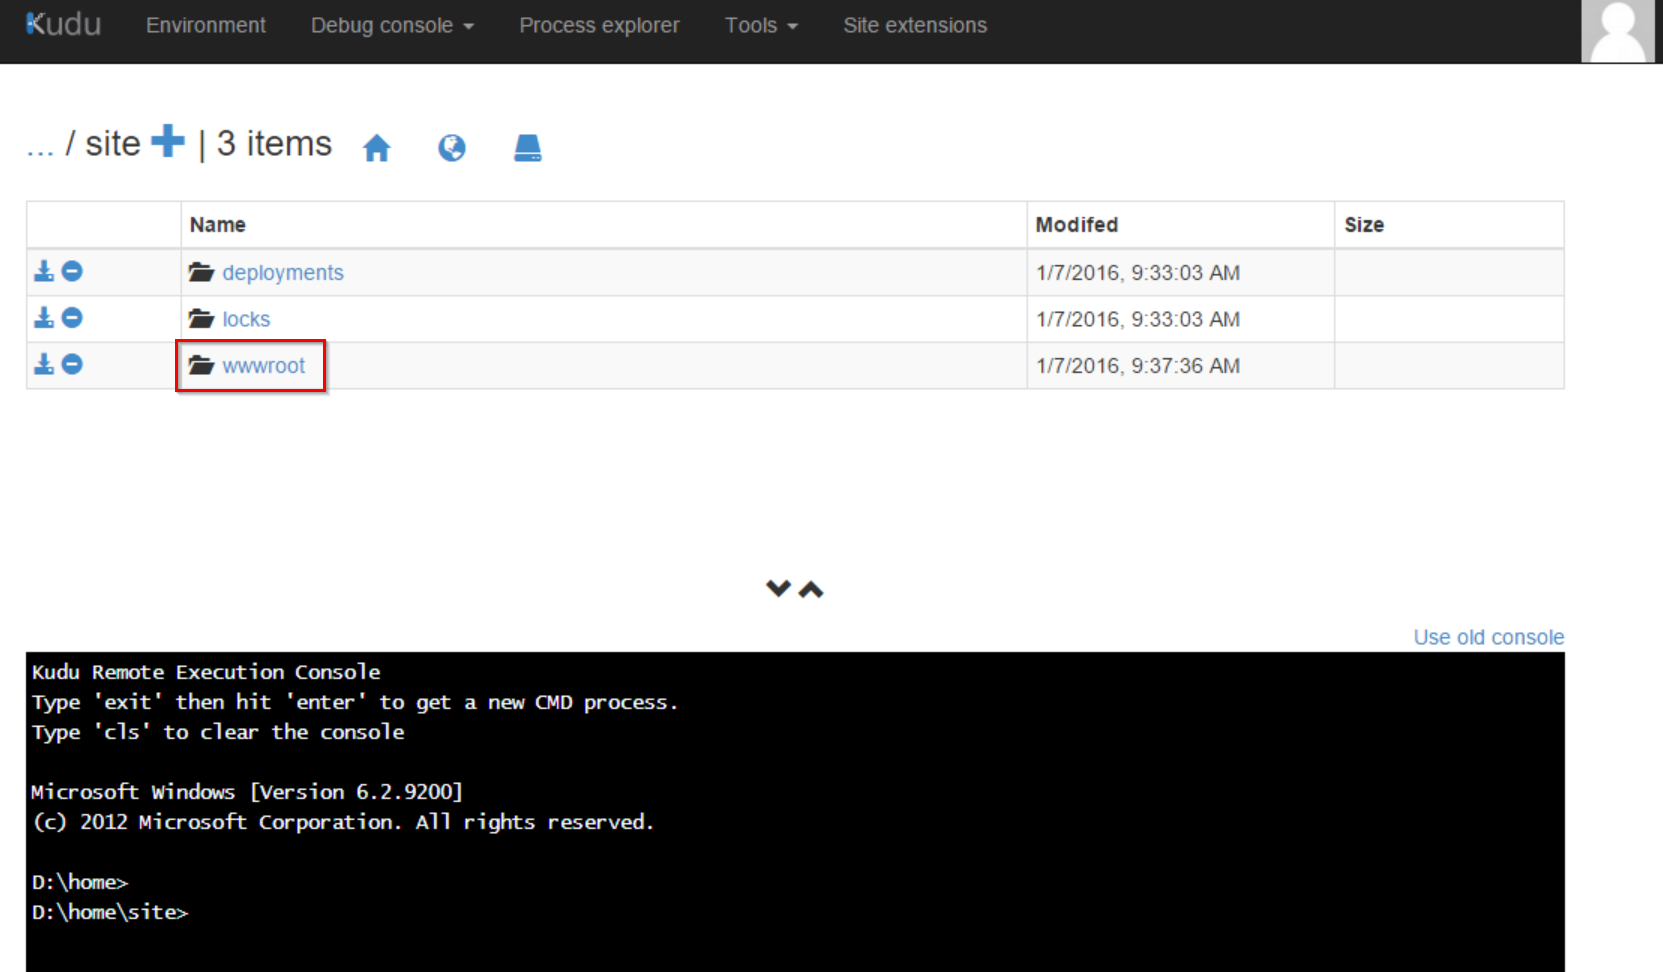 Kudu Environment Debug console Process explorer Tools Site extensions
... / site | 3 items
Name Modifed Size
deployments 1/7/2016, 9:33:03 AM
locks 1/7/2016, 9:33:03 AM
wwwroot 1/7/2016, 9:37:36 AM
Use old console
Kudu Remote Execution Console
Type 'exit' then hit 'enter' to get a new CMD process.
Type 'cls' to clear the console
Microsoft Windows [Version 6.2.9200]
(c) 2012 Microsoft Corporation. All rights reserved.
D:\home>
D:\home\site>